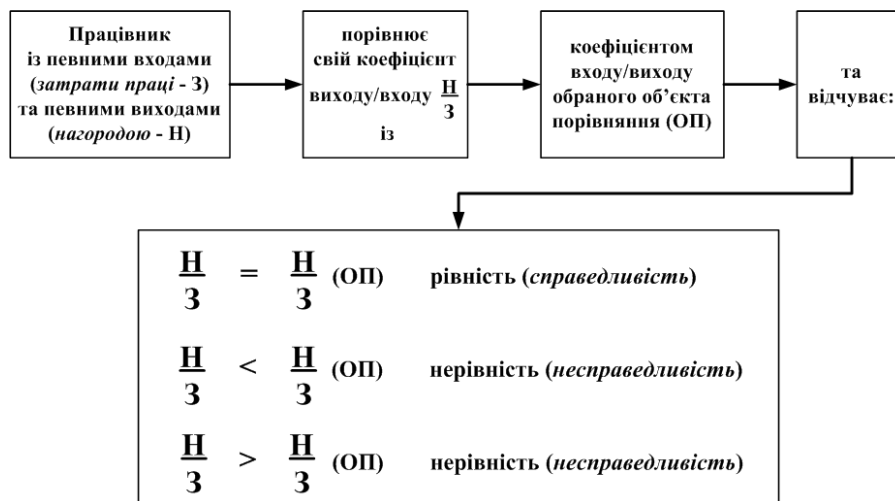 Працівник
із певними входами
(затрати праці - З)
та певними виходами
(нагородою - Н)
порівнює
свій коефіцієнт
виходу/входу Н/З
із
коефіцієнтом
входу/виходу
обраного об’єкта
порівняння (ОП)
та
відчуває:
Н/З = Н/З (ОП) рівність (справедливість)
Н/З < Н/З (ОП) нерівність (несправедливість)
Н/З > Н/З (ОП) нерівність (несправедливість)